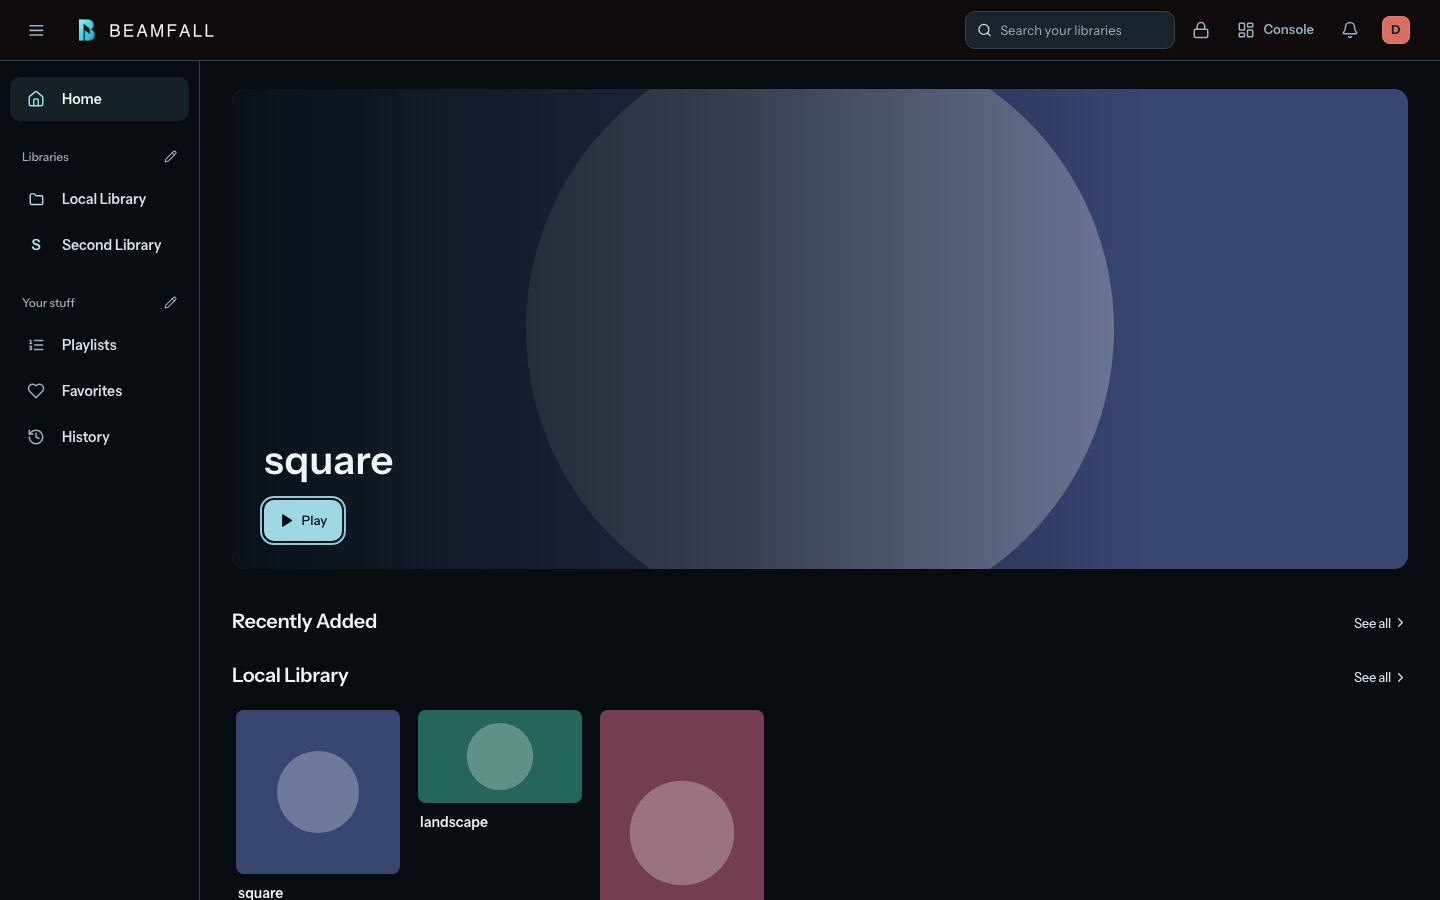 BEAMFALL
Search your libraries
Console
D
Home
Libraries
Local Library
S Second Library
Your stuff
Playlists
Favorites
History
square
Play
Recently Added
See all
Local Library
See all
landscape
square